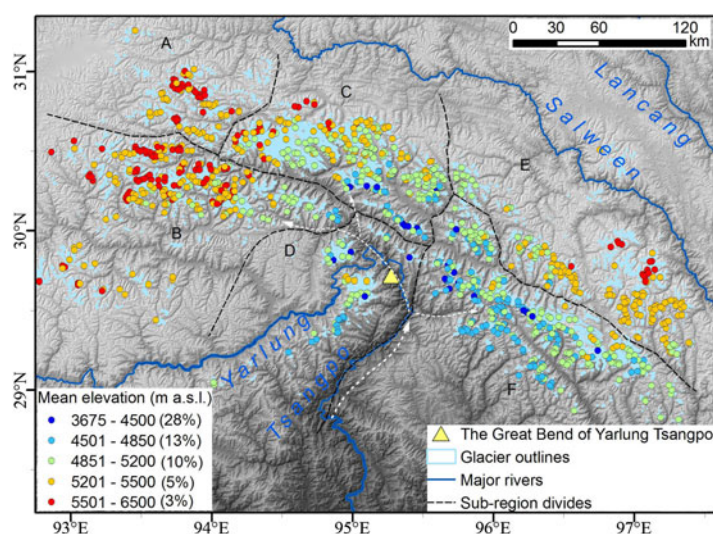 0 30 60 90 120
km
31°N
30°N
29°N
A
C
Lancang
Salween
E
B
D
Yarlung
Tsangpo
F
Mean elevation (m a.s.l.)
3675 - 4500 (28%)
4501 - 4850 (13%)
4851 - 5200 (10%)
5201 - 5500 (5%)
5501 - 6500 (3%)
The Great Bend of Yarlung Tsangpo
Glacier outlines
Major rivers
Sub-region divides
93°E 94°E 95°E 96°E 97°E